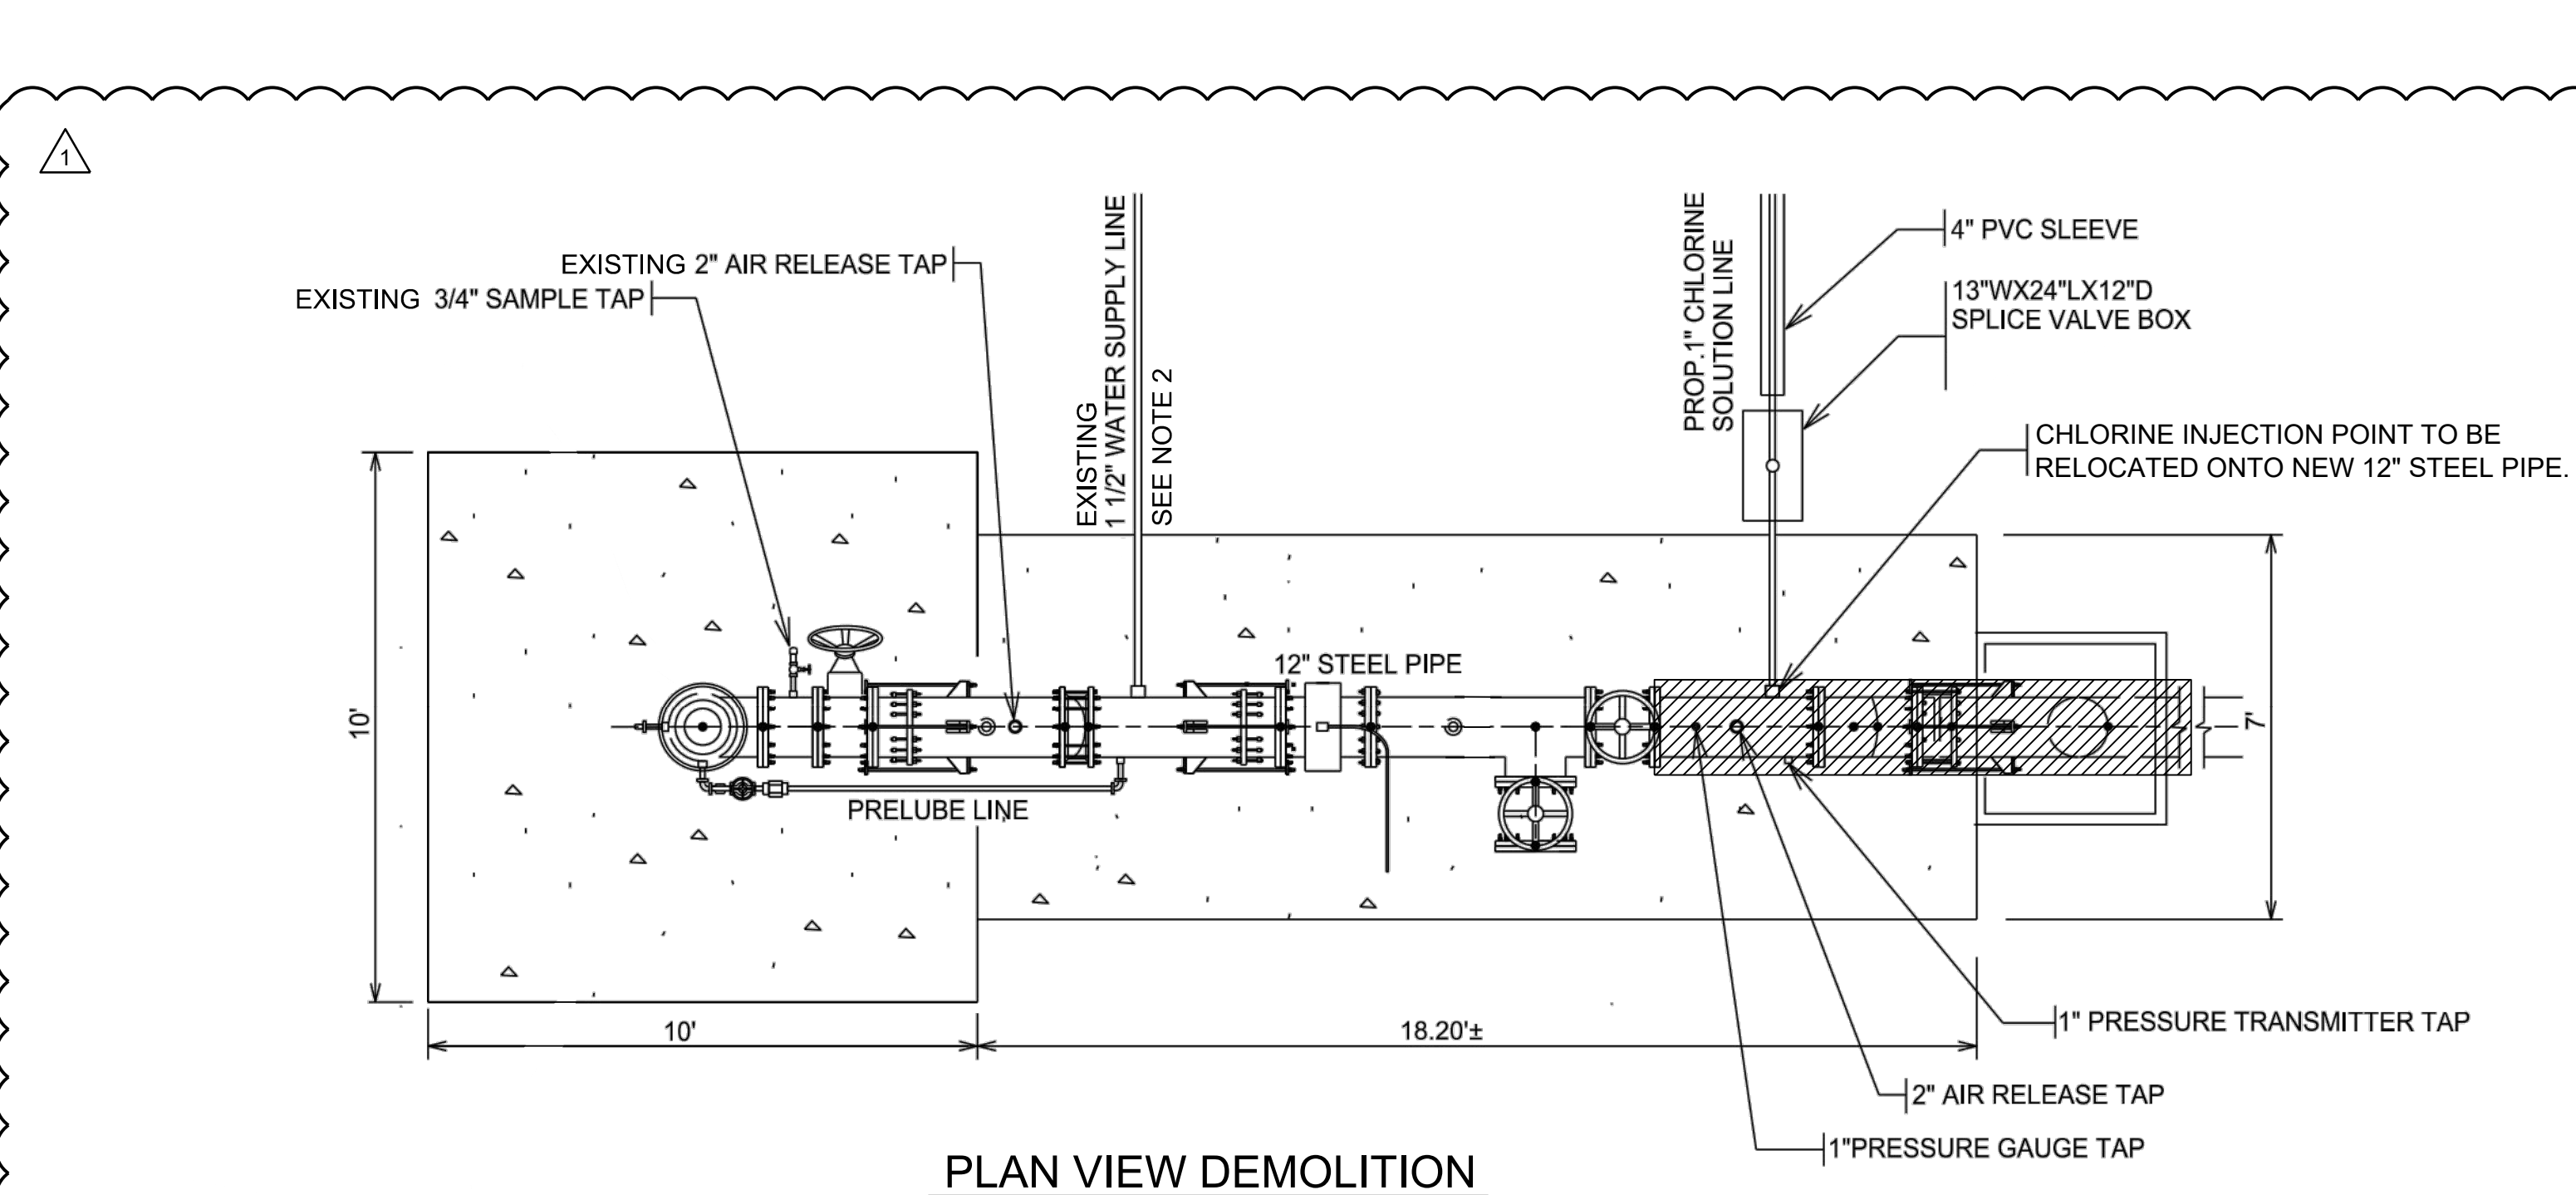 1
EXISTING 2" AIR RELEASE TAP
EXISTING 3/4" SAMPLE TAP
EXISTING
1 1/2" WATER SUPPLY LINE
SEE NOTE 2
PROP.1" CHLORINE
SOLUTION LINE
4" PVC SLEEVE
13"WX24"LX12"D
SPLICE VALVE BOX
CHLORINE INJECTION POINT TO BE
RELOCATED ONTO NEW 12" STEEL PIPE.
12" STEEL PIPE
10'
7'
PRELUBE LINE
10'
18.20'±
1" PRESSURE TRANSMITTER TAP
2" AIR RELEASE TAP
1"PRESSURE GAUGE TAP
PLAN VIEW DEMOLITION